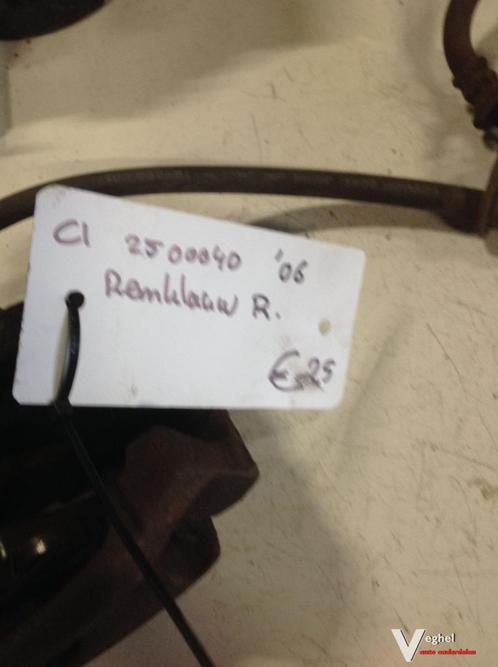 C1 2500040 '06
Remklauw R.
€ 25
Veghel
auto onderdelen